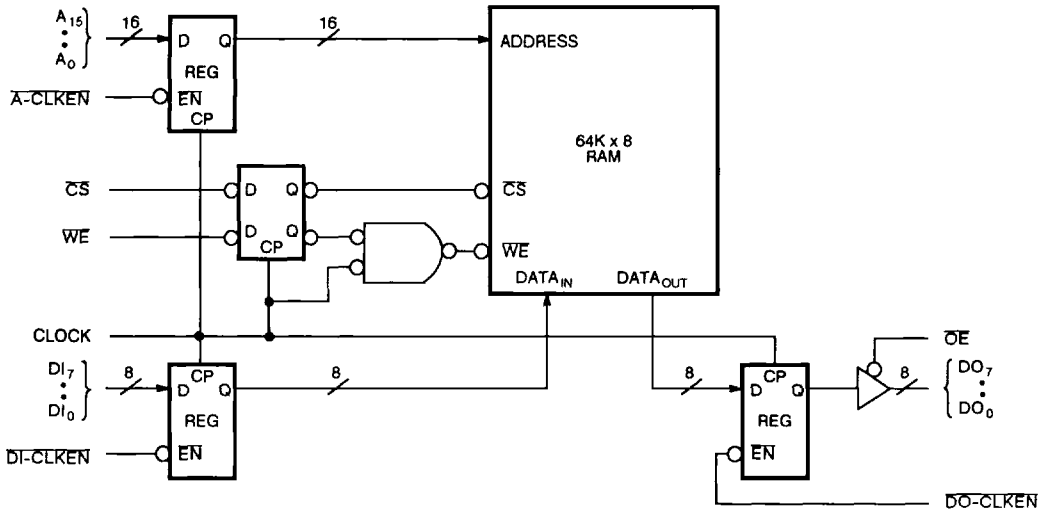 A15
A0
16
16
D Q
REG
EN
CP
A-CLKEN
ADDRESS
64K x 8
RAM
CS
D Q
CS
WE
D Q
CP
WE
DATAIN
DATAOUT
CLOCK
OE
DI7
DI0
8
CP
D Q
REG
EN
8
8
CP
D Q
REG
EN
8
DO7
DO0
DI-CLKEN
DO-CLKEN